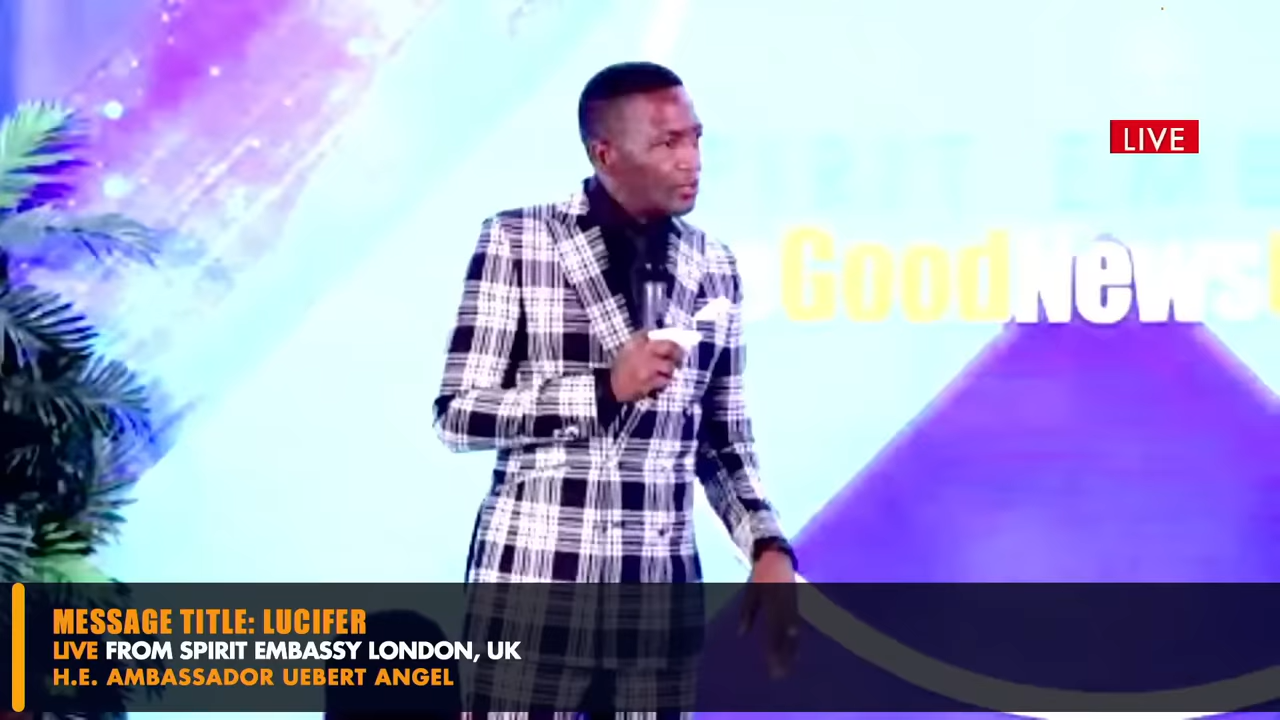 LIVE
GoodNews
MESSAGE TITLE: LUCIFER
LIVE FROM SPIRIT EMBASSY LONDON, UK
H.E. AMBASSADOR UEBERT ANGEL